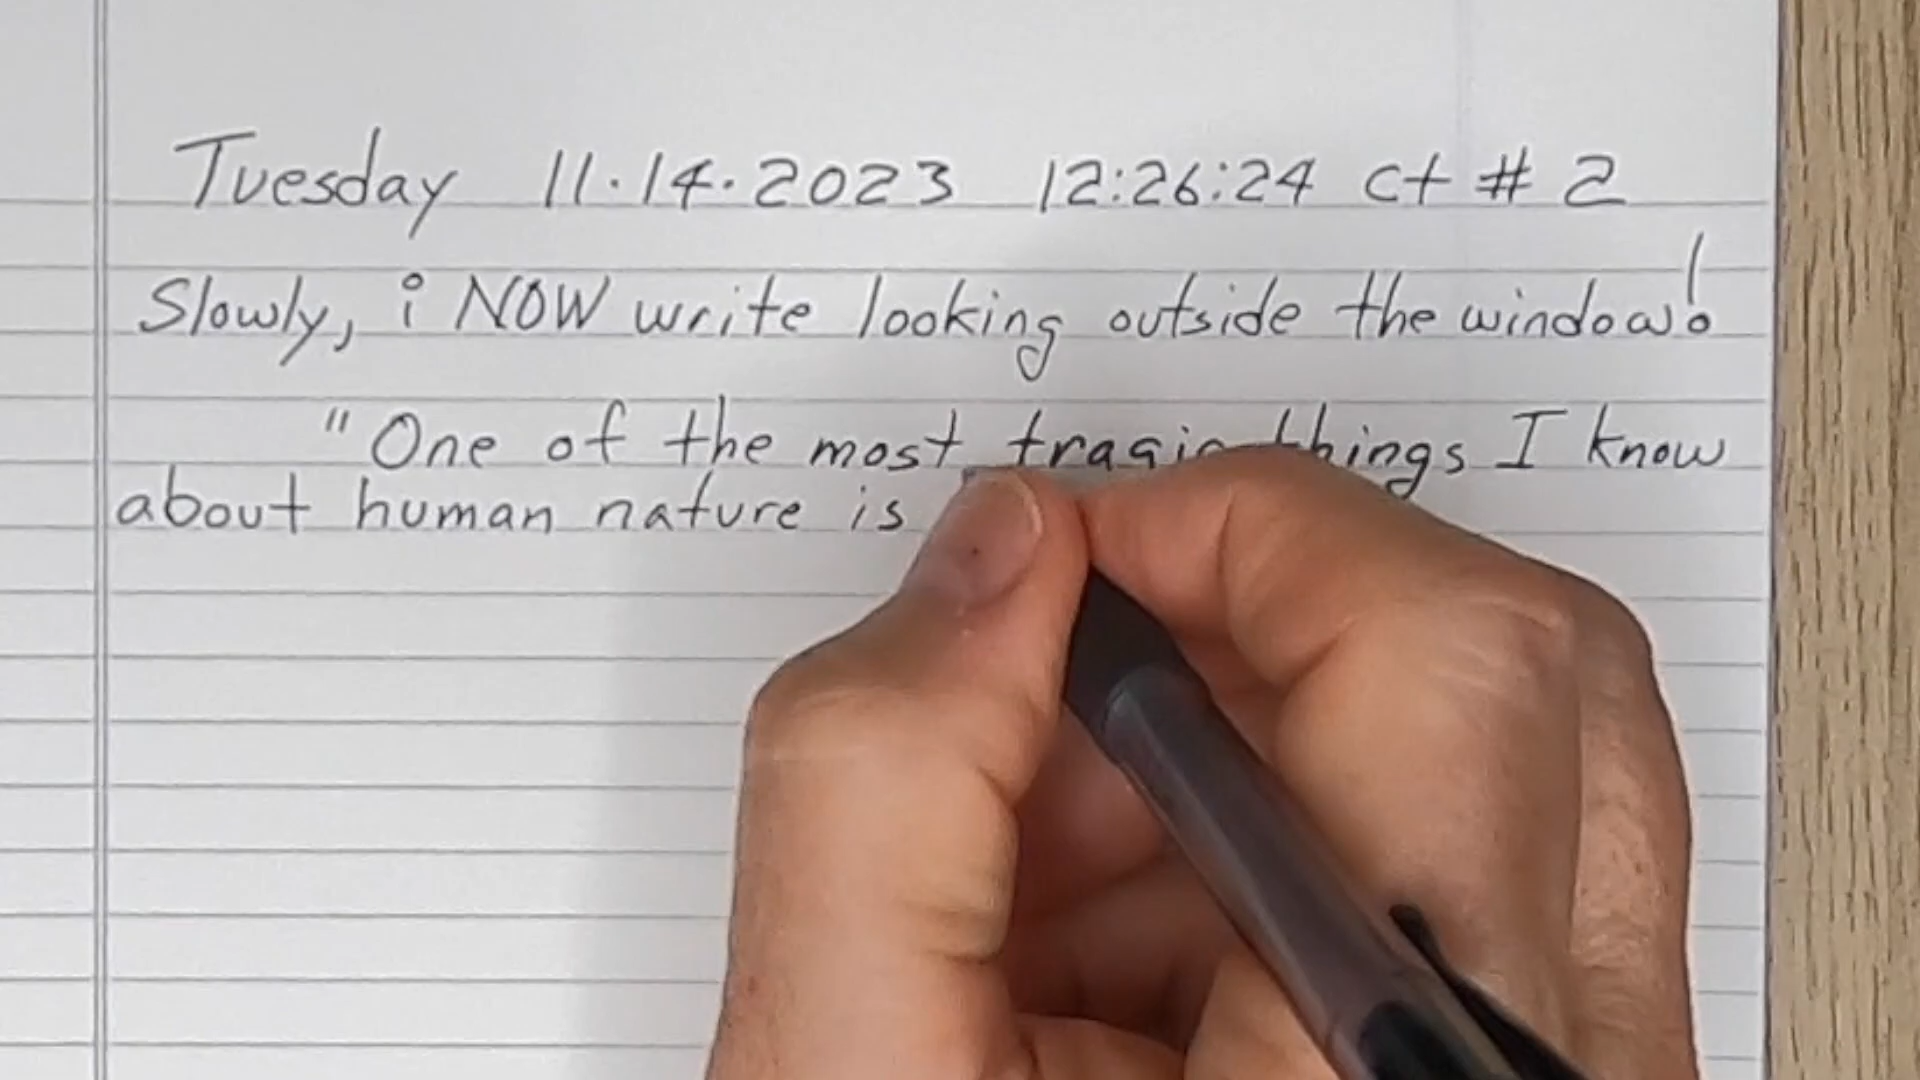 Tuesday 11.14.2023 12:26:24 ct # 2
Slowly, i NOW write looking outside the window!
"One of the most tragic things I know
about human nature is